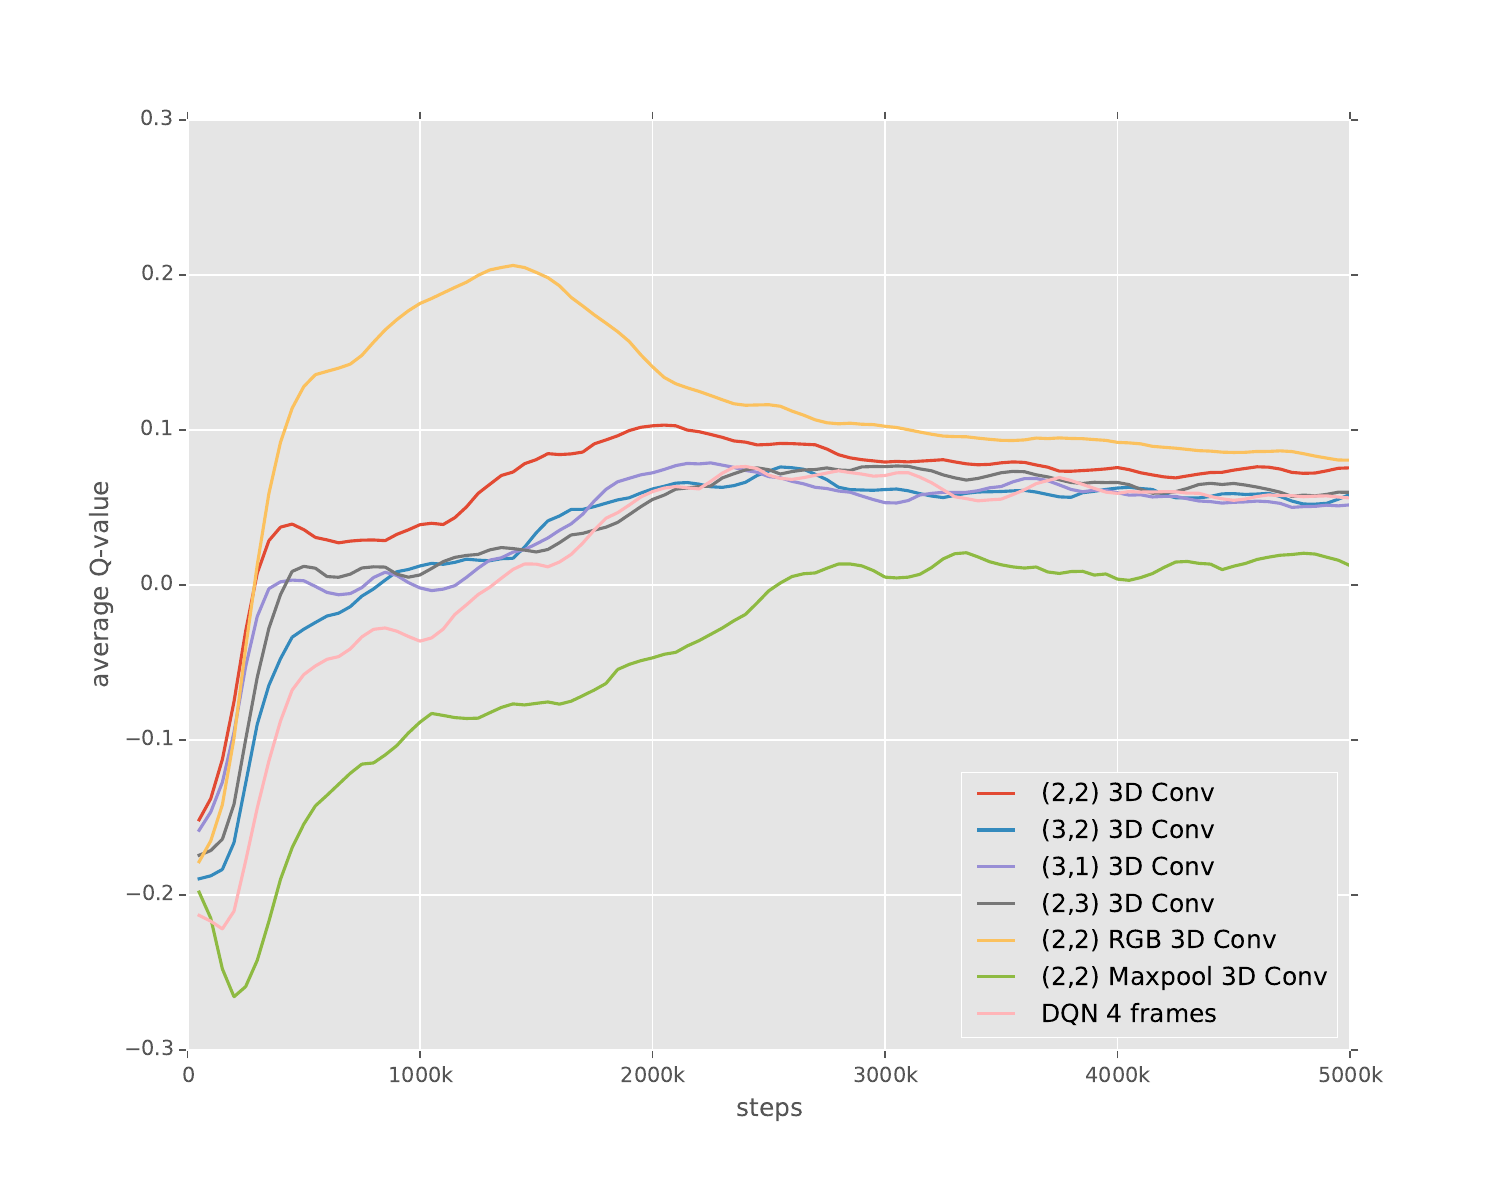 0.3
0.2
0.1
0.0
−0.1
−0.2
−0.3
average Q-value
(2,2) 3D Conv
(3,2) 3D Conv
(3,1) 3D Conv
(2,3) 3D Conv
(2,2) RGB 3D Conv
(2,2) Maxpool 3D Conv
DQN 4 frames
0 1000k 2000k 3000k 4000k 5000k
steps